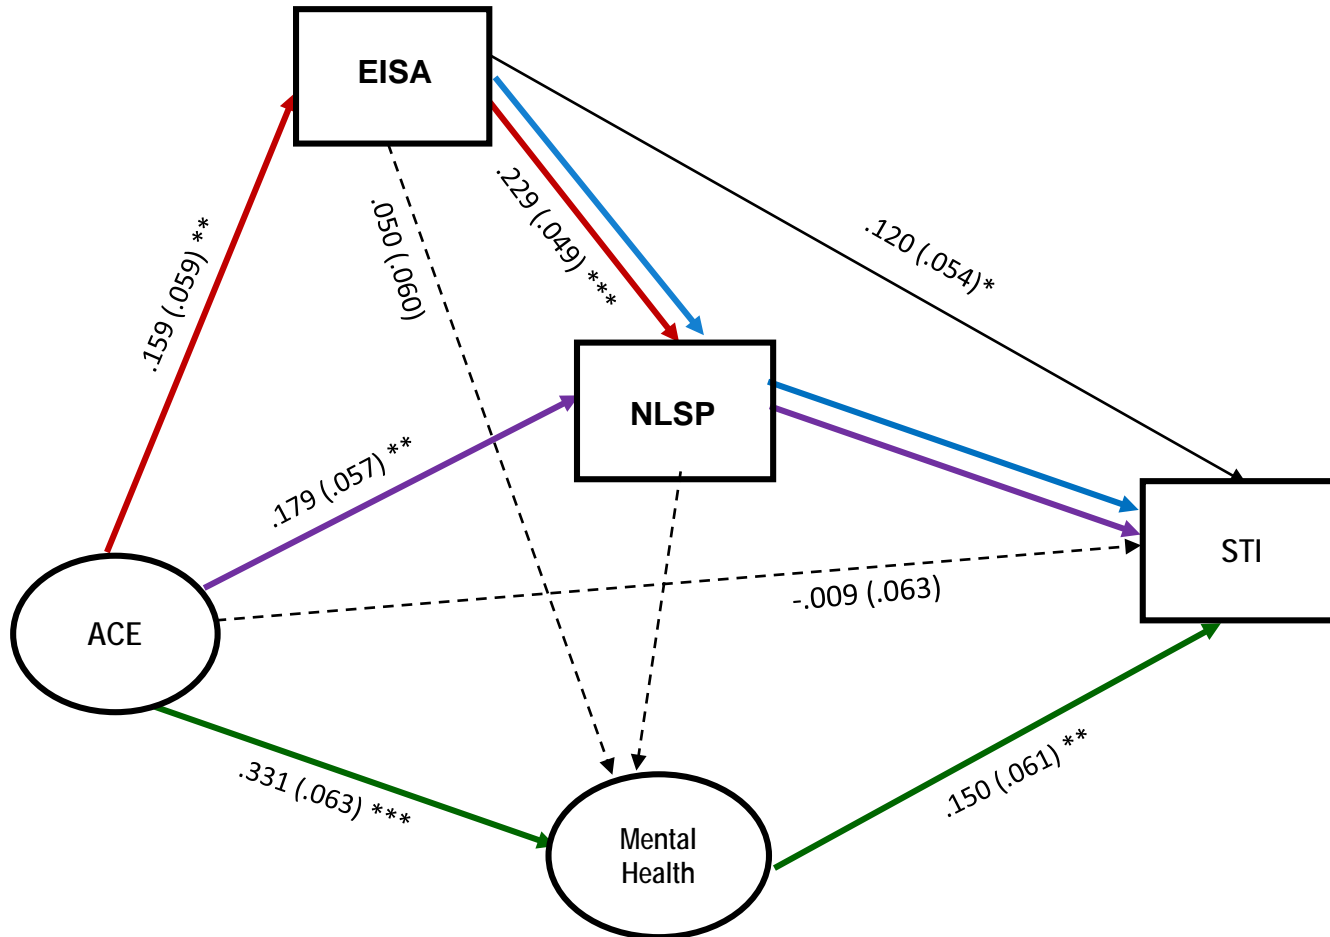 EISA
.159 (.059) **
.050 (.060)
.229 (.049) ***
.120 (.054)*
NLSP
.179 (.057) **
STI
-.009 (.063)
ACE
.331 (.063) ***
.150 (.061) **
Mental
Health